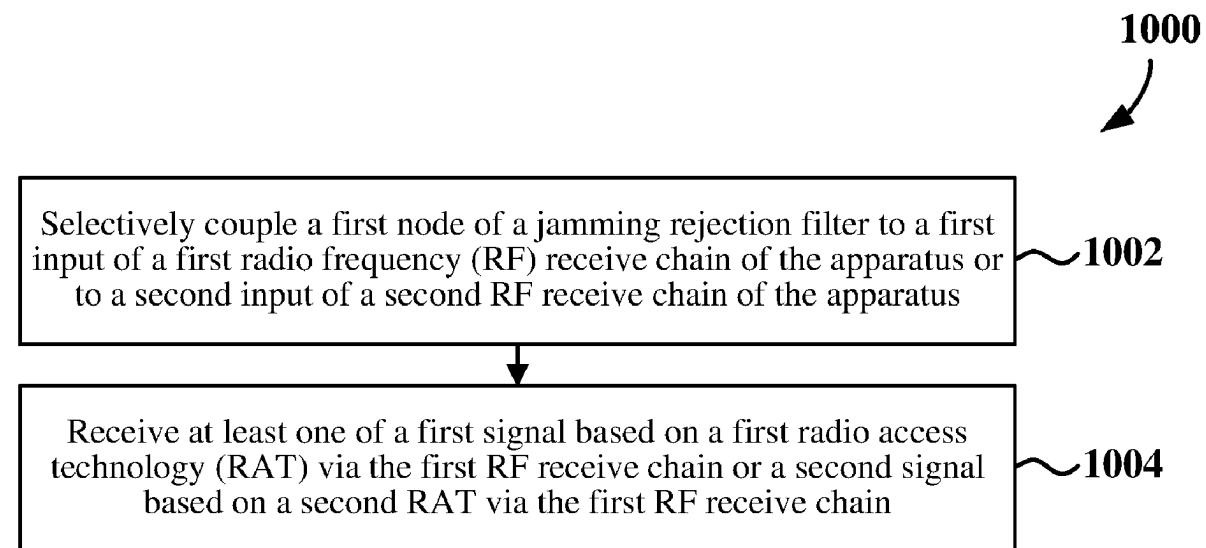 1000
Selectively couple a first node of a jamming rejection filter to a first
input of a first radio frequency (RF) receive chain of the apparatus or
to a second input of a second RF receive chain of the apparatus
1002
Receive at least one of a first signal based on a first radio access
technology (RAT) via the first RF receive chain or a second signal
based on a second RAT via the first RF receive chain
1004